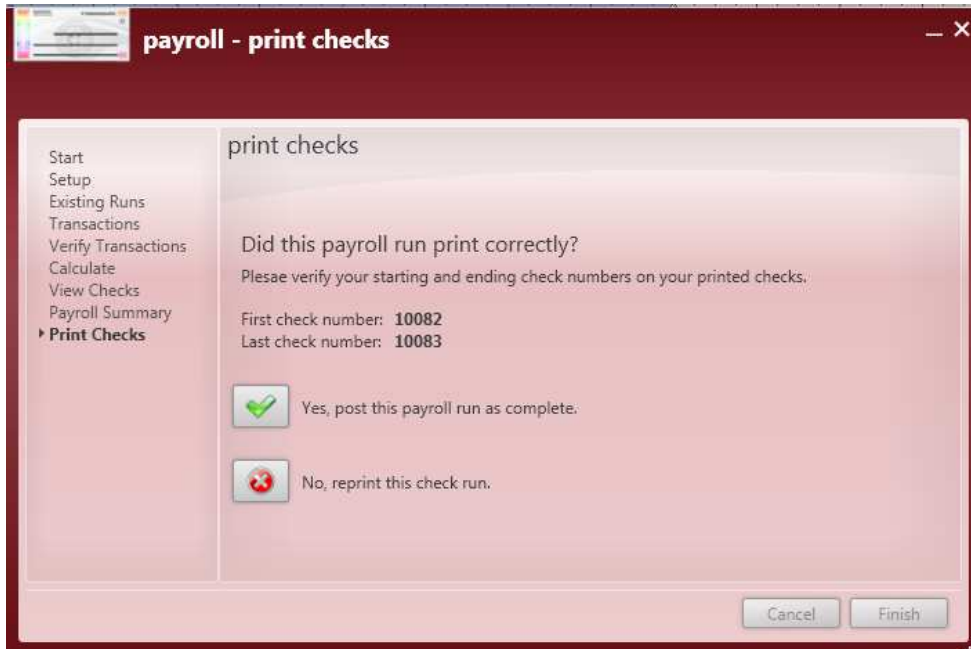 payroll - print checks
Start
Setup
Existing Runs
Transactions
Verify Transactions
Calculate
View Checks
Payroll Summary
Print Checks
print checks
Did this payroll run print correctly?
Plesae verify your starting and ending check numbers on your printed checks.
First check number: 10082
Last check number: 10083
Yes, post this payroll run as complete.
No, reprint this check run.
Cancel Finish